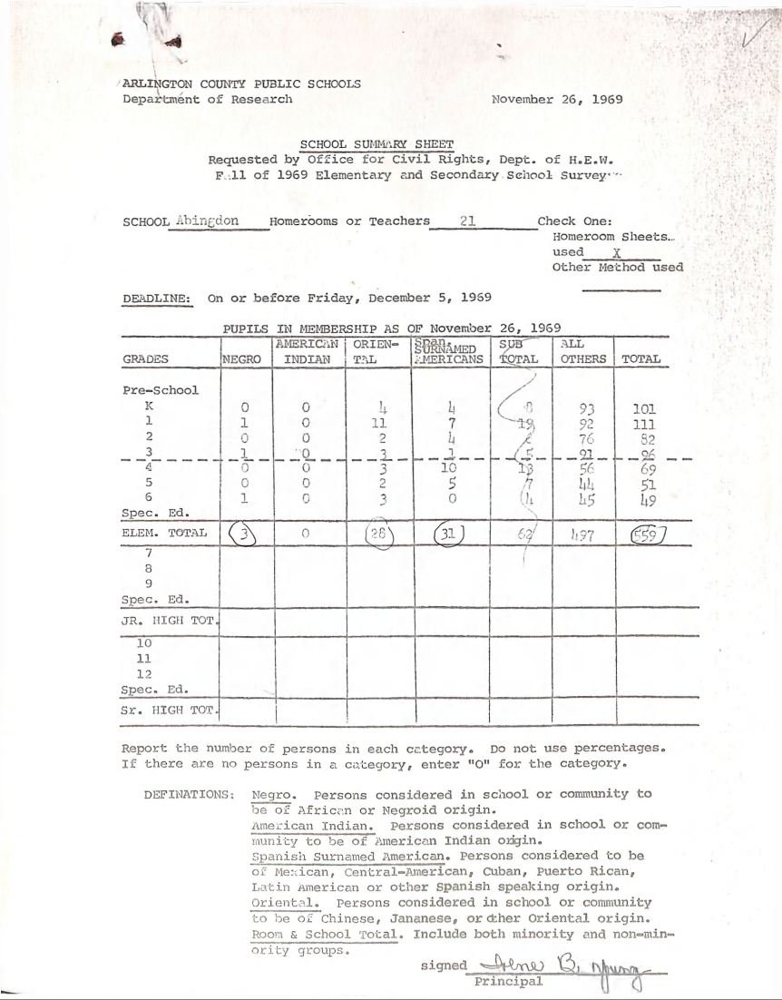 ARLINGTON COUNTY PUBLIC SCHOOLS
Department of Research November 26, 1969
SCHOOL SUMMARY SHEET
Requested by Office for Civil Rights, Dept. of H.E.W.
Fall of 1969 Elementary and Secondary School Survey
SCHOOL Abingdon Homerooms or Teachers 21 Check One:
Homeroom Sheets
used X
Other Method used
DEADLINE: On or before Friday, December 5, 1969
PUPILS IN MEMBERSHIP AS OF November 26, 1969
GRADES NEGRO AMERICAN INDIAN ORIEN-TAL Span. SURNAMED AMERICANS SUB TOTAL ALL OTHERS TOTAL
Pre-School
K 0 0 4 4 8 93 101
1 1 0 11 7 19 92 111
2 0 0 2 4 76 82
3 1 0 3 1 5 91 96
4 0 0 3 10 13 56 69
5 0 0 2 5 7 44 51
6 1 0 3 0 4 45 49
Spec. Ed.
ELEM. TOTAL 3 0 28 31 62 497 559
7
8
9
Spec. Ed.
JR. HIGH TOT.
10
11
12
Spec. Ed.
Sr. HIGH TOT.
Report the number of persons in each category. Do not use percentages.
If there are no persons in a category, enter "O" for the category.
DEFINATIONS: Negro. Persons considered in school or community to
be of African or Negroid origin.
American Indian. Persons considered in school or com-
munity to be of American Indian origin.
Spanish Surnamed American. Persons considered to be
of Mexican, Central-American, Cuban, Puerto Rican,
Latin American or other Spanish speaking origin.
Oriental. Persons considered in school or community
to be of Chinese, Jananese, or other Oriental origin.
Room & School Total. Include both minority and non-min-
ority groups.
signed Irene B. Young
Principal